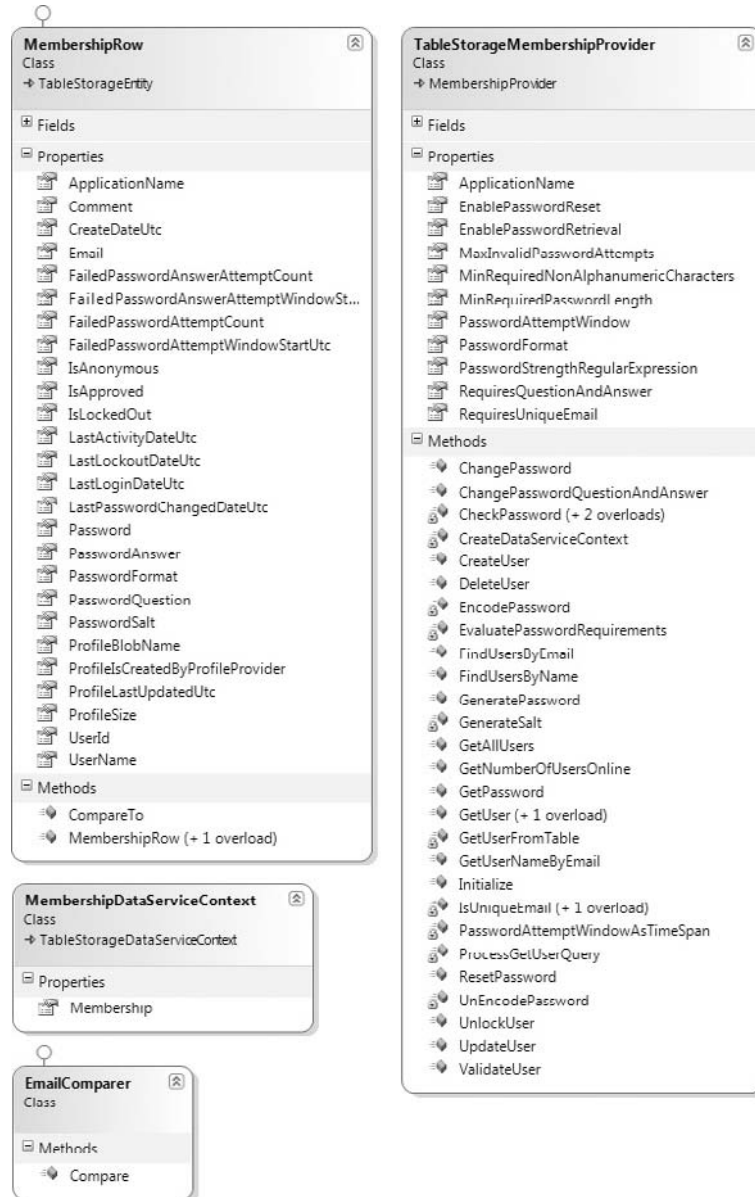 MembershipRow
Class
TableStorageEntity
Fields
Properties
ApplicationName
Comment
CreateDateUtc
Email
FailedPasswordAnswerAttemptCount
FailedPasswordAnswerAttemptWindowSt...
FailedPasswordAttemptCount
FailedPasswordAttemptWindowStartUtc
IsAnonymous
IsApproved
IsLockedOut
LastActivityDateUtc
LastLockoutDateUtc
LastLoginDateUtc
LastPasswordChangedDateUtc
Password
PasswordAnswer
PasswordFormat
PasswordQuestion
PasswordSalt
ProfileBlobName
ProfileIsCreatedByProfileProvider
ProfileLastUpdatedUtc
ProfileSize
UserId
UserName
Methods
CompareTo
MembershipRow (+ 1 overload)
MembershipDataServiceContext
Class
TableStorageDataServiceContext
Properties
Membership
EmailComparer
Class
Methods
Compare
TableStorageMembershipProvider
Class
MembershipProvider
Fields
Properties
ApplicationName
EnablePasswordReset
EnablePasswordRetrieval
MaxInvalidPasswordAttempts
MinRequiredNonAlphanumericCharacters
MinRequiredPasswordLength
PasswordAttemptWindow
PasswordFormat
PasswordStrengthRegularExpression
RequiresQuestionAndAnswer
RequiresUniqueEmail
Methods
ChangePassword
ChangePasswordQuestionAndAnswer
CheckPassword (+ 2 overloads)
CreateDataServiceContext
CreateUser
DeleteUser
EncodePassword
EvaluatePasswordRequirements
FindUsersByEmail
FindUsersByName
GeneratePassword
GenerateSalt
GetAllUsers
GetNumberOfUsersOnline
GetPassword
GetUser (+ 1 overload)
GetUserFromTable
GetUserNameByEmail
Initialize
IsUniqueEmail (+ 1 overload)
PasswordAttemptWindowAsTimeSpan
ProcessGetUserQuery
ResetPassword
UnEncodePassword
UnlockUser
UpdateUser
ValidateUser